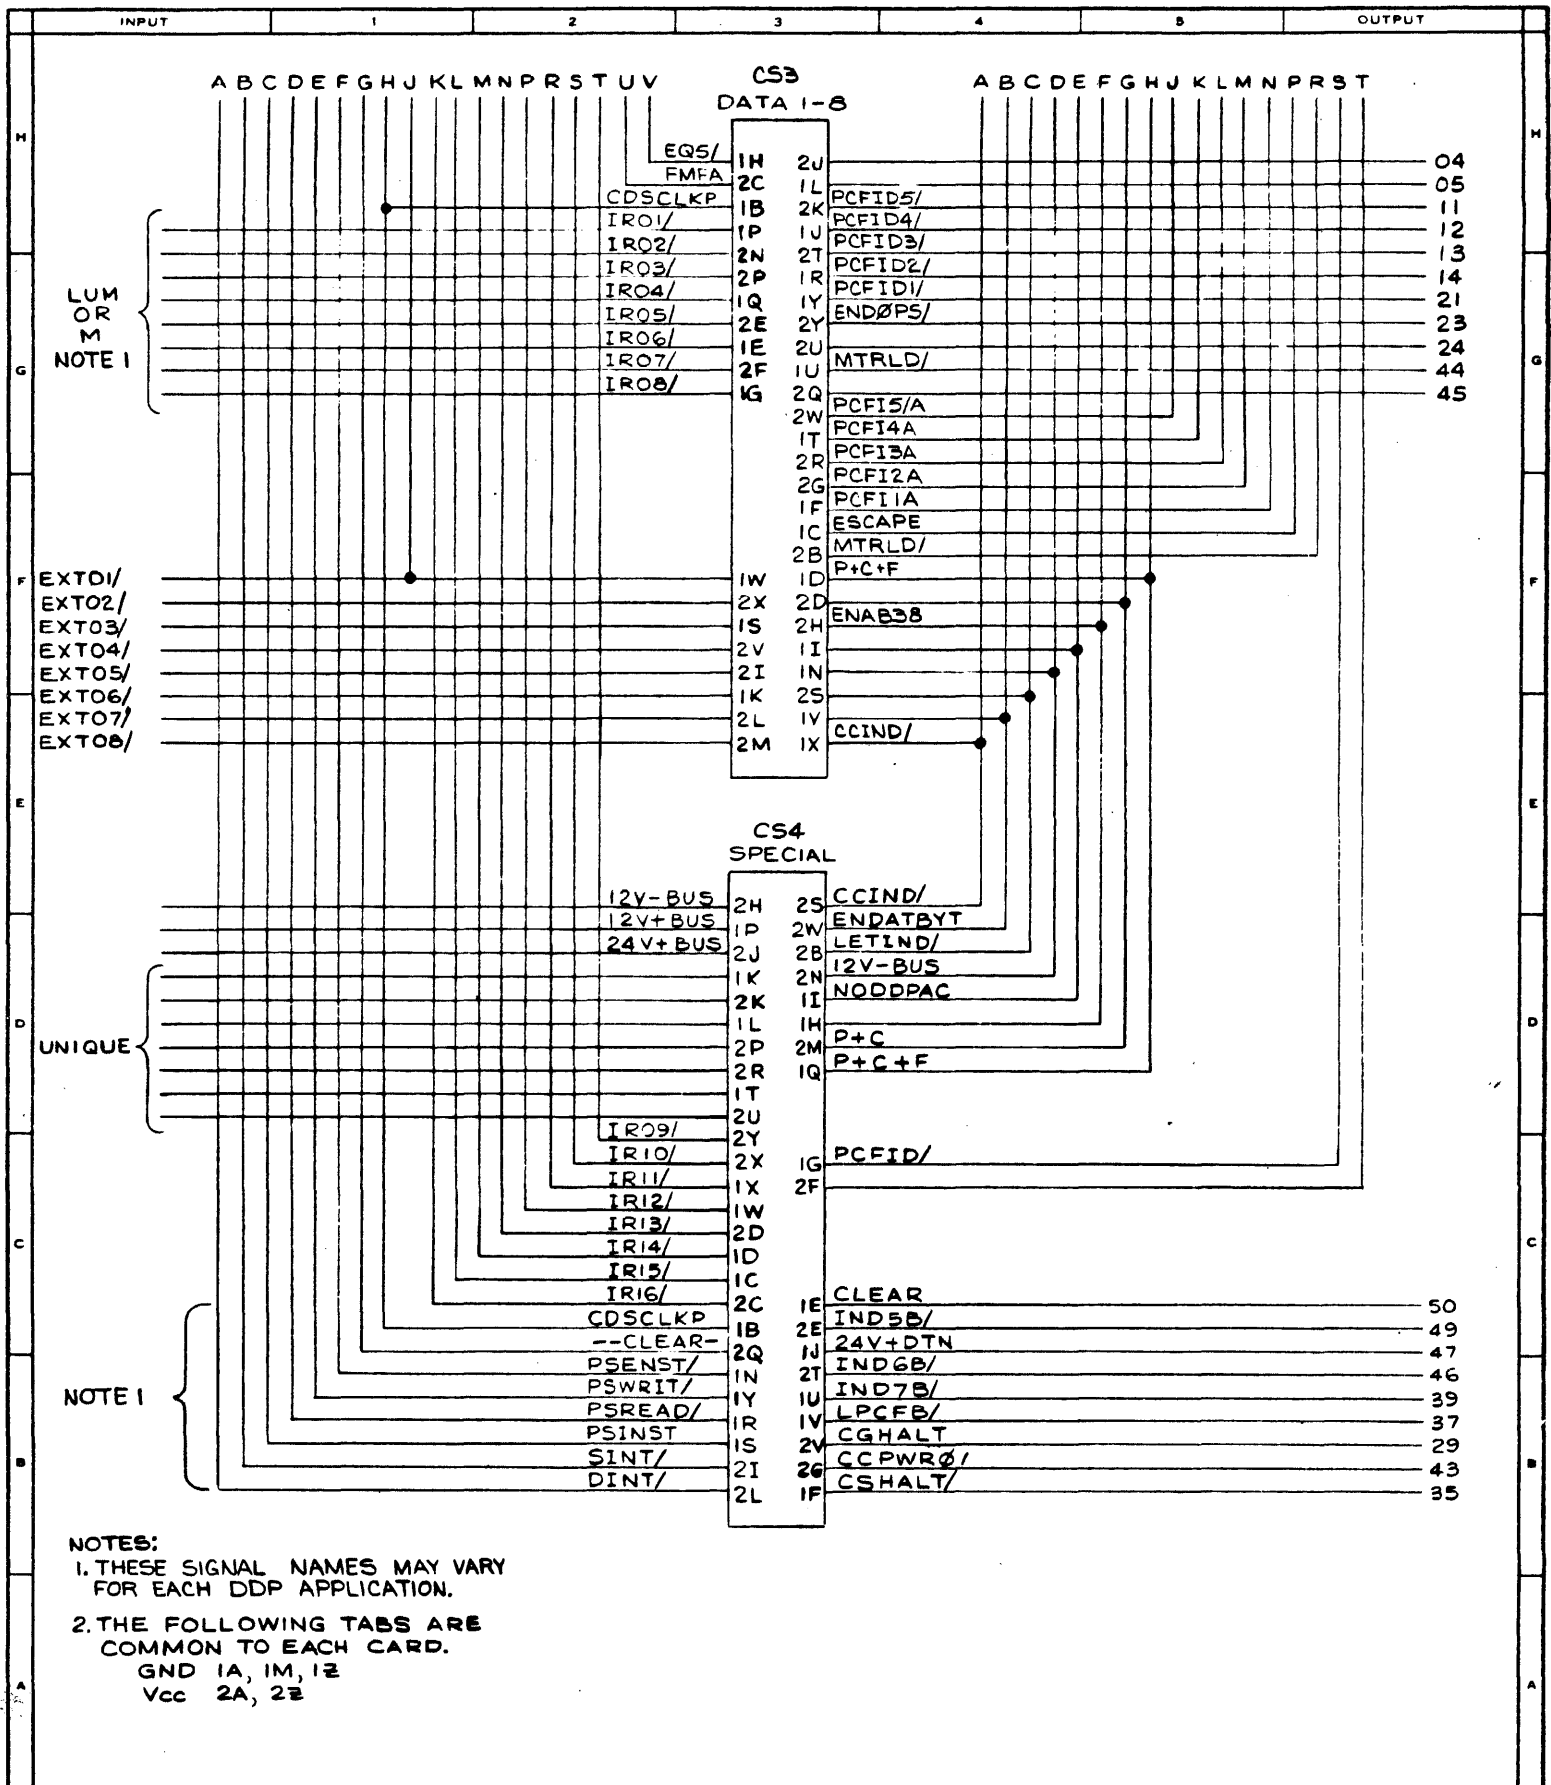 INPUT 1 2 3 4 5 OUTPUT
A B C D E F G H J K L M N P R S T U V
CS3
DATA 1-8
A B C D E F G H J K L M N P R S T
H H
EQ5/ 1H 2J 04
FMFA 2C 1L 05
CDSCLKP 1B 2K PCFID5/ 11
IR01/ 1P 1J PCFID4/ 12
IR02/ 2N 2T PCFID3/ 13
IR03/ 2P 1R PCFID2/ 14
IR04/ 1Q 1Y PCFID1/ 21
IR05/ 2E 2Y ENDØPS/ 23
IR06/ 1E 2U 24
IR07/ 2F 1U MTRLD/ 44
IR08/ 1G 2Q 45
LUM
OR
M
NOTE 1
G G
2W PCFI5/A
1T PCFI4A
2R PCFI3A
2G PCFI2A
1F PCFI1A
1C ESCAPE
2B MTRLD/
F F
EXT01/ 1W 1D P+C+F
EXT02/ 2X 2D
EXT03/ 1S 2H ENAB38
EXT04/ 2V 1I
EXT05/ 2I 1N
EXT06/ 1K 2S
EXT07/ 2L 1V
EXT08/ 2M 1X CCIND/
E E
CS4
SPECIAL
12V-BUS 2H 2S CCIND/
12V+BUS 1P 2W ENDATBYT
24V+BUS 2J 2B LETIND/
1K 2N 12V-BUS
2K 1I NODDPAC
1L 1H
D D
UNIQUE 2P 2M P+C
2R 1Q P+C+F
1T
2U
IR09/ 2Y
IR10/ 2X 1G PCFID/
IR11/ 1X 2F
IR12/ 1W
IR13/ 2D
C C
IR14/ 1D
IR15/ 1C
IR16/ 2C 1E CLEAR 50
CDSCLKP 1B 2E IND5B/ 49
--CLEAR- 2Q 1J 24V+DTN 47
PSENST/ 1N 2T IND6B/ 46
PSWRIT/ 1Y 1U IND7B/ 39
NOTE 1
PSREAD/ 1R 1V LPCFB/ 37
PSINST 1S 2V CGHALT 29
SINT/ 2I 2G CCPWRØ/ 43
B B
DINT/ 2L 1F CSHALT/ 35
NOTES:
1. THESE SIGNAL NAMES MAY VARY
FOR EACH DDP APPLICATION.
2. THE FOLLOWING TABS ARE
COMMON TO EACH CARD.
GND 1A, 1M, 1Z
Vcc 2A, 2Z
A A